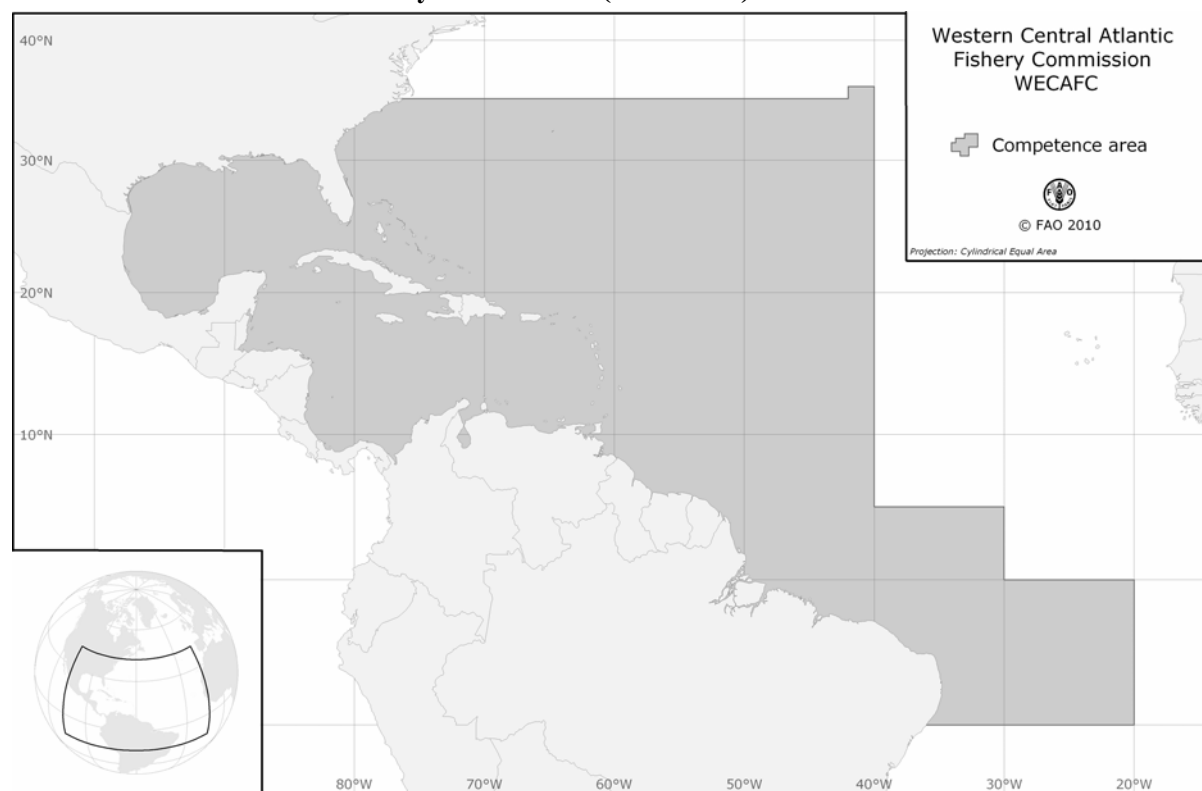 40°N
30°N
20°N
10°N
Western Central Atlantic
Fishery Commission
WECAFC
Competence area
F A O
© FAO 2010
Projection: Cylindrical Equal Area
80°W 70°W 60°W 50°W 40°W 30°W 20°W